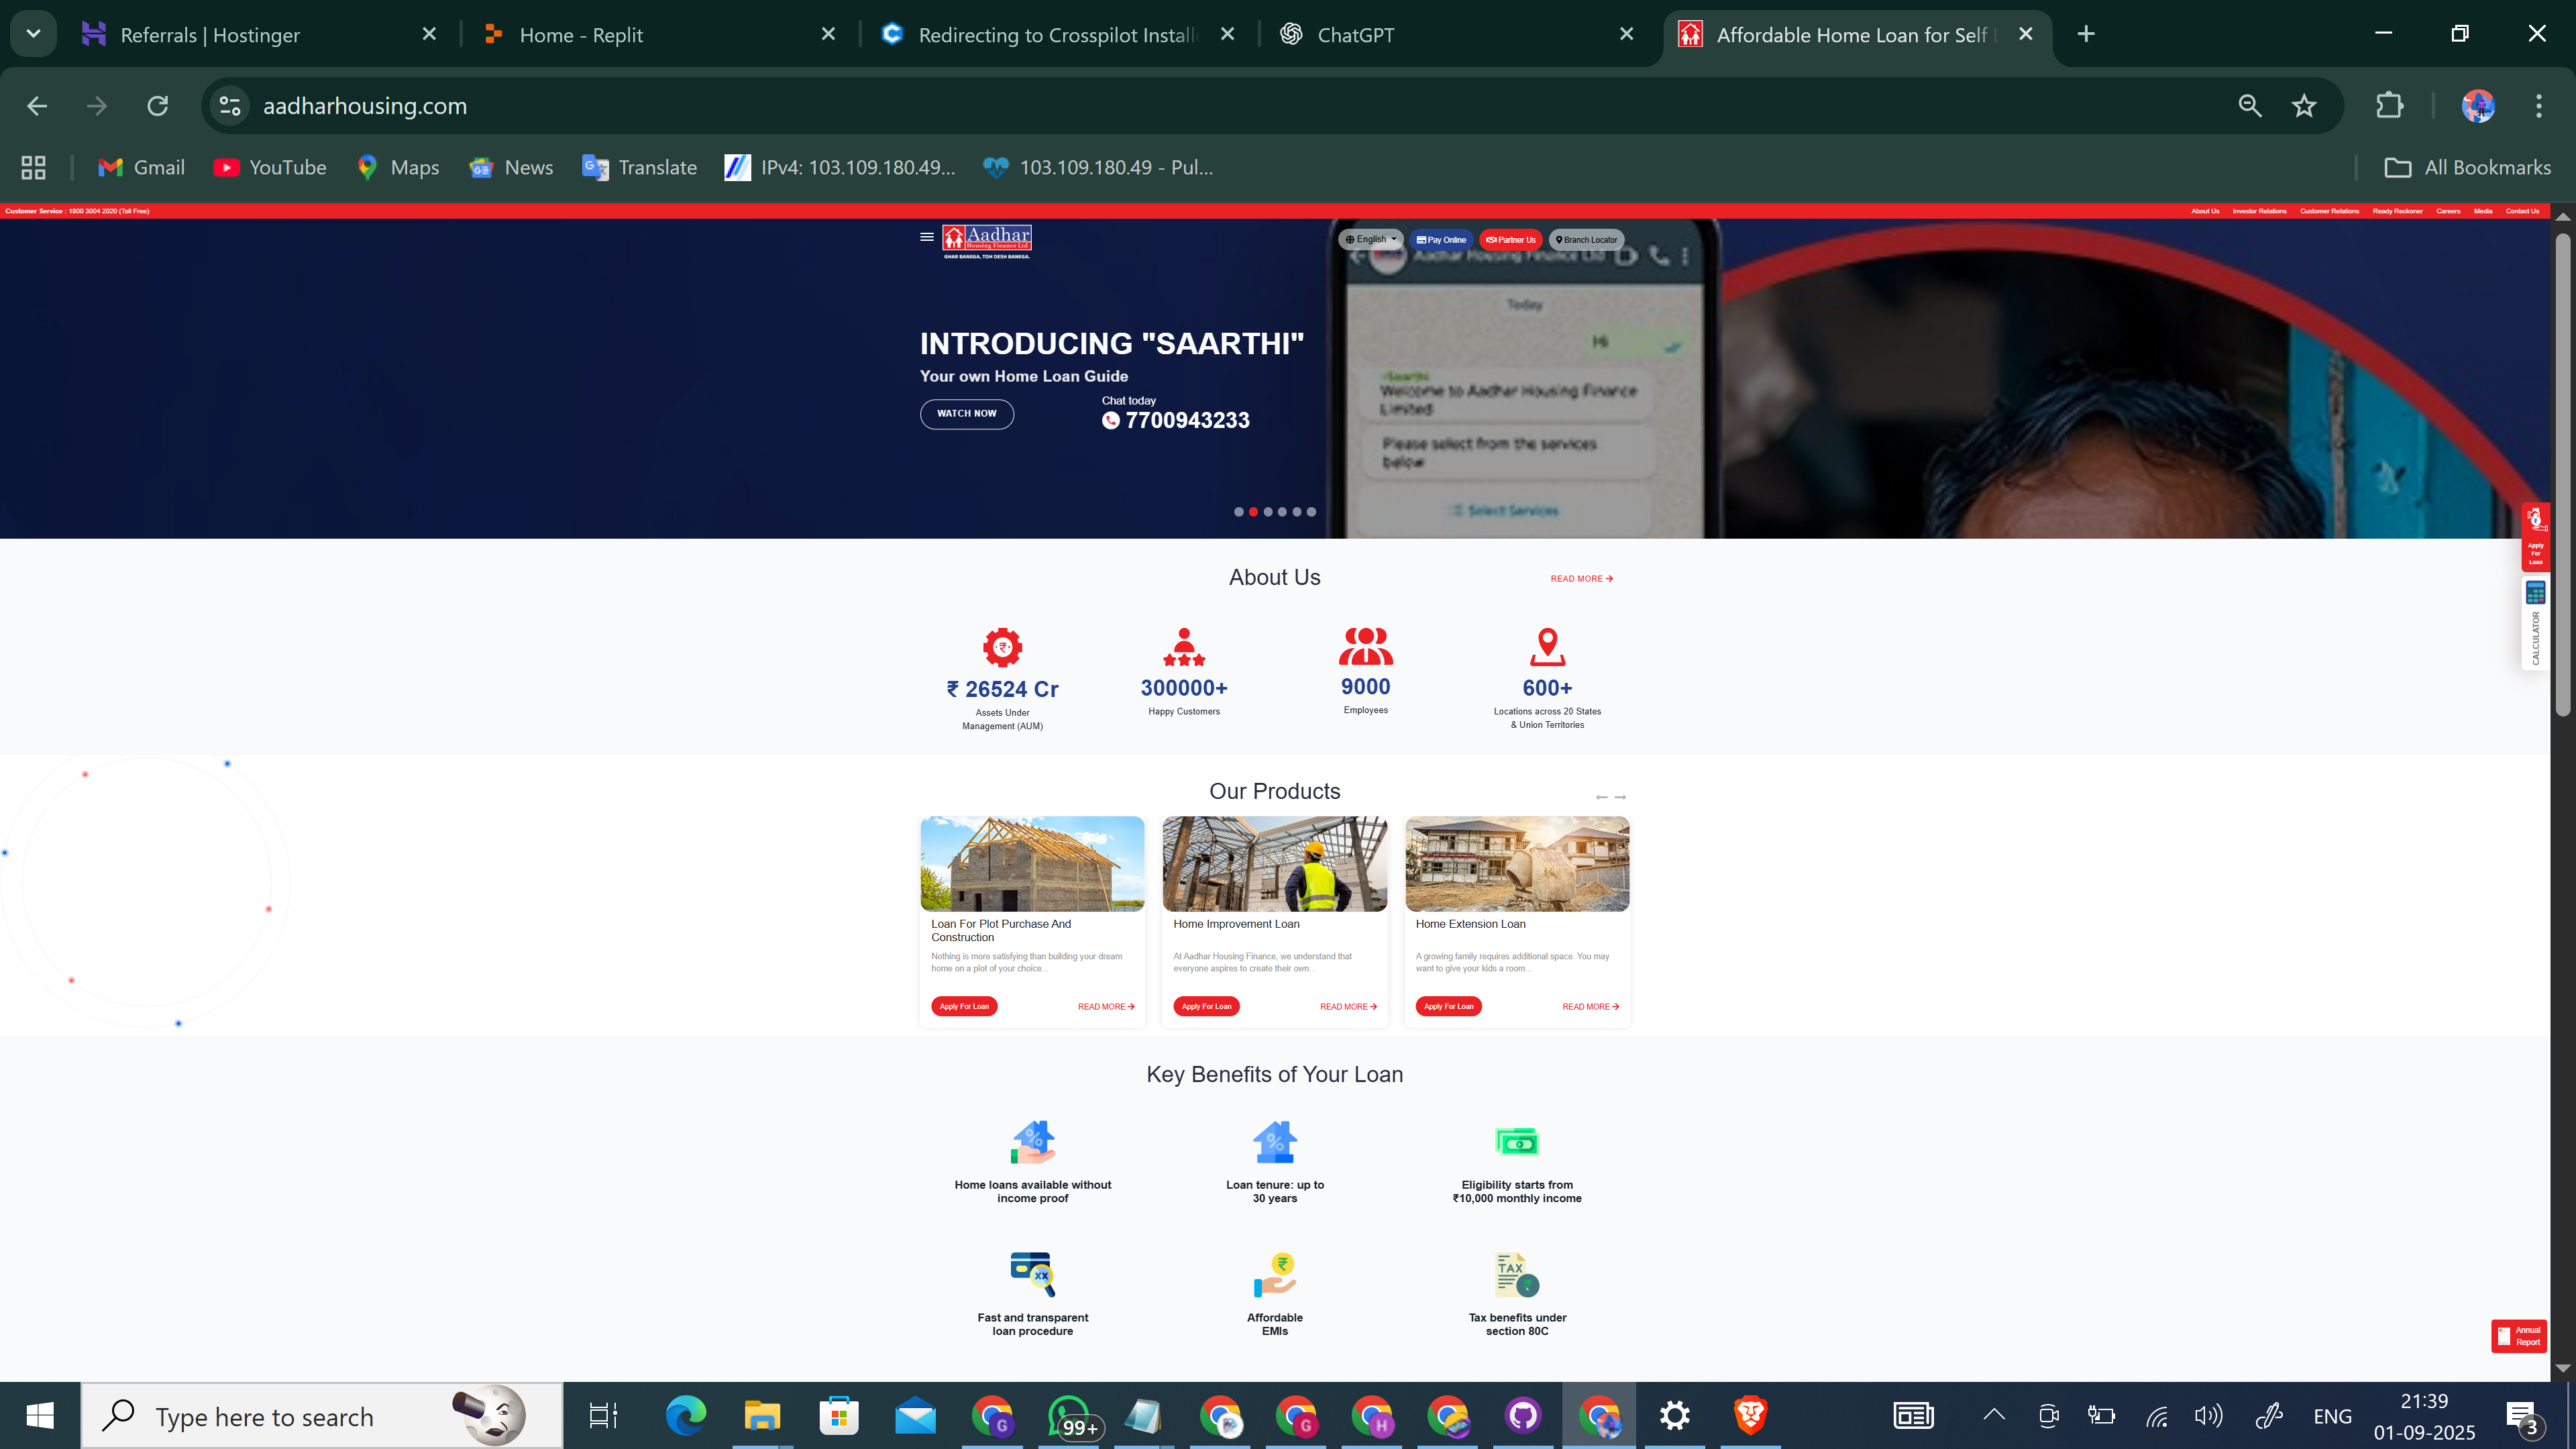 Referrals | Hostinger
Home - Replit
Redirecting to Crosspilot Install
ChatGPT
Affordable Home Loan for Self
aadharhousing.com
Gmail
YouTube
Maps
News
Translate
IPv4: 103.109.180.49...
103.109.180.49 - Pul...
All Bookmarks
Customer Service : 1800 3004 2020 (Toll Free)
About Us
Investor Relations
Customer Relations
Ready Reckoner
Careers
Media
Contact Us
Aadhar
Housing Finance Ltd
GHAR BANEGA, TOH DESH BANEGA.
English
Pay Online
Partner Us
Branch Locator
Aadhar Housing Finance Ltd
Today
Hi
INTRODUCING "SAARTHI"
Your own Home Loan Guide
WATCH NOW
Chat today
7700943233
Saarthi
Welcome to Aadhar Housing Finance
Limited
Please select from the services
below
Select Services
Apply
For
Loan
CALCULATOR
About Us
READ MORE
₹ 26524 Cr
Assets Under
Management (AUM)
300000+
Happy Customers
9000
Employees
600+
Locations across 20 States
& Union Territories
Our Products
Loan For Plot Purchase And
Construction
Nothing is more satisfying than building your dream
home on a plot of your choice...
Apply For Loan
READ MORE
Home Improvement Loan
At Aadhar Housing Finance, we understand that
everyone aspires to create their own...
Apply For Loan
READ MORE
Home Extension Loan
A growing family requires additional space. You may
want to give your kids a room...
Apply For Loan
READ MORE
Key Benefits of Your Loan
Home loans available without
income proof
Loan tenure: up to
30 years
Eligibility starts from
₹10,000 monthly income
XX
Fast and transparent
loan procedure
Affordable
EMIs
TAX
Tax benefits under
section 80C
Annual
Report
Type here to search
G
99+
G
H
ENG
21:39
01-09-2025
3